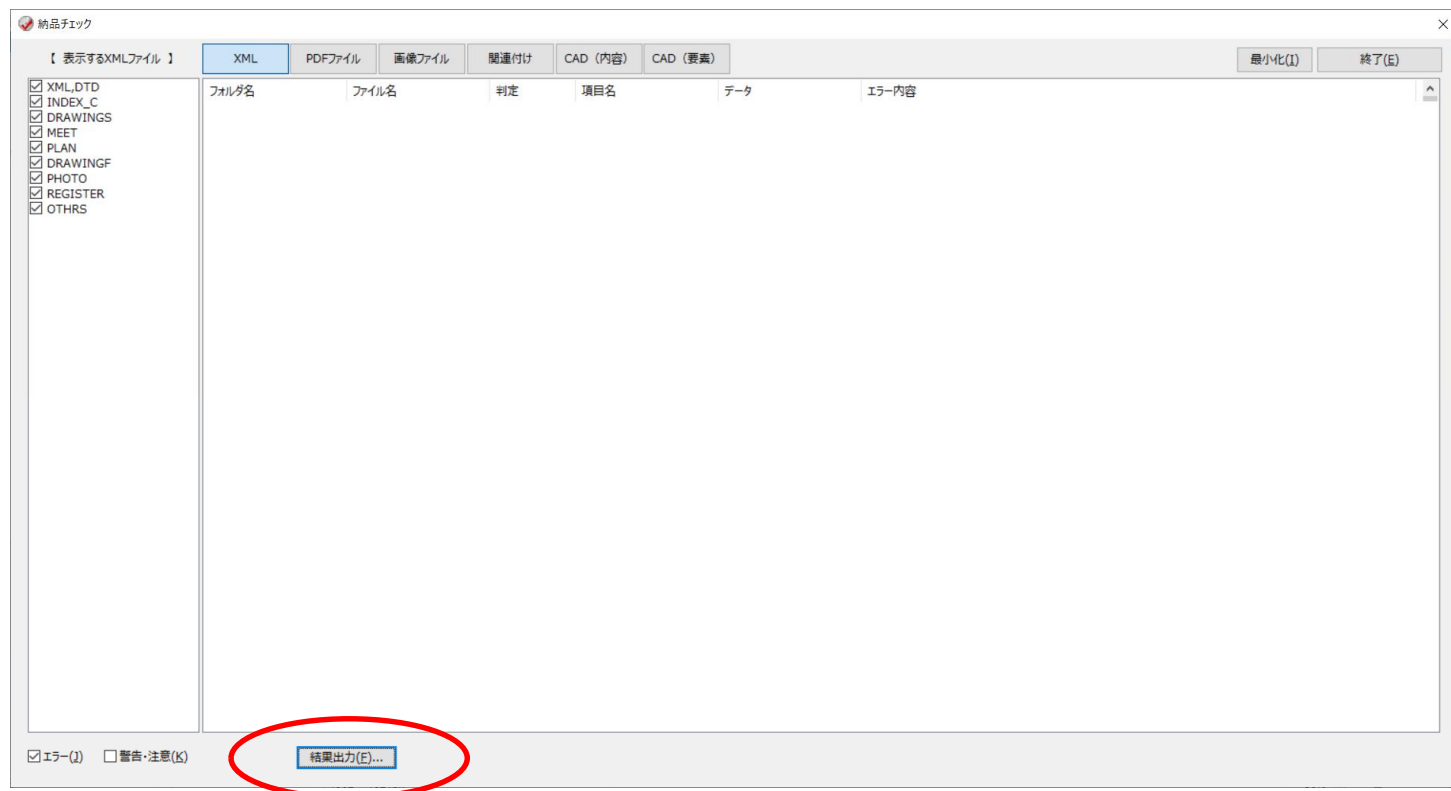 納品チェック
【 表示するXMLファイル 】 XML PDFファイル 画像ファイル 関連付け CAD（内容） CAD（要素） 最小化(I) 終了(E)
フォルダ名 ファイル名 判定 項目名 データ エラー内容
XML,DTD
INDEX_C
DRAWINGS
MEET
PLAN
DRAWINGF
PHOTO
REGISTER
OTHRS
エラー(J) 警告・注意(K) 結果出力(F)...